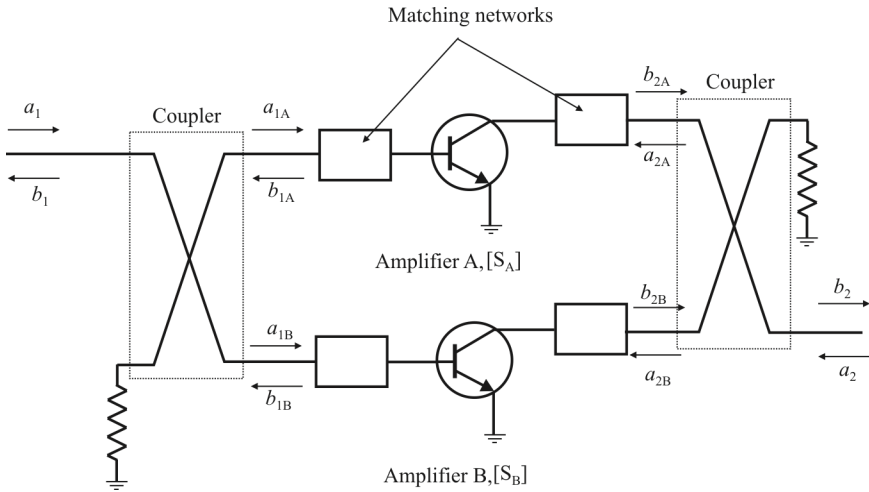 Matching networks
b2A
Coupler
a1
Coupler
a1A
a2A
b1
b1A
Amplifier A,[SA]
b2B
b2
a1B
a2B
a2
b1B
Amplifier B,[SB]